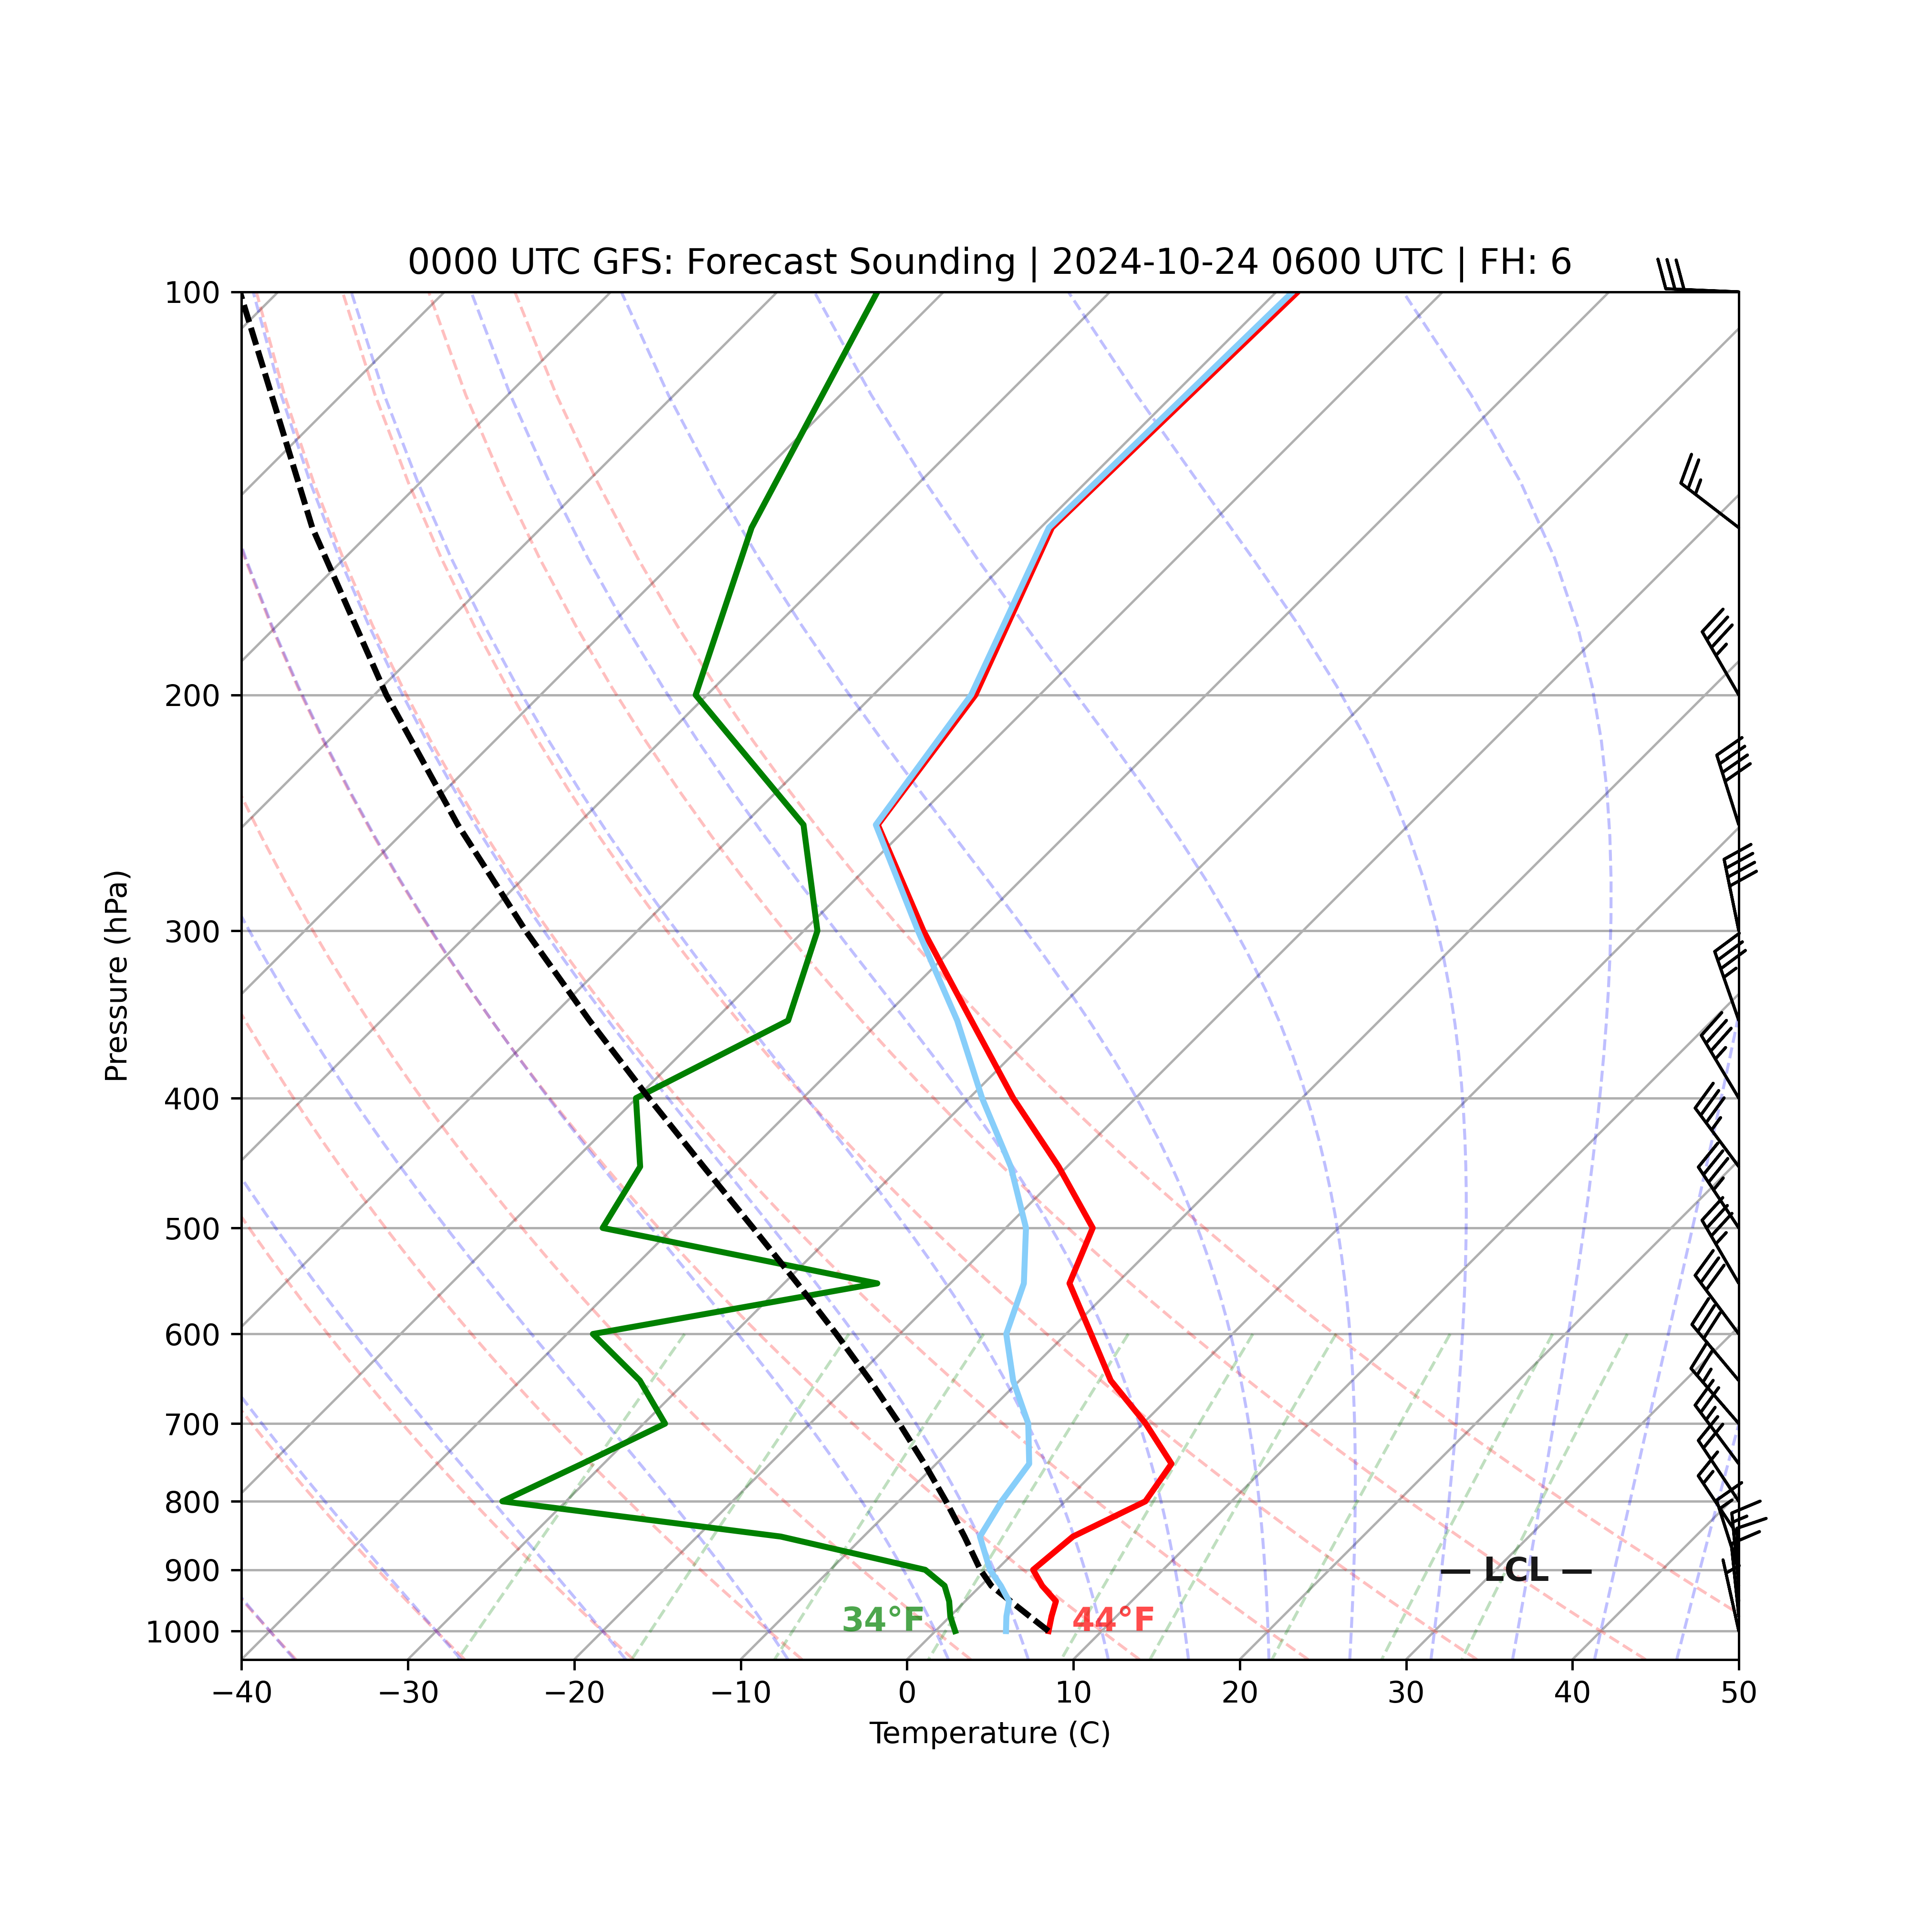 0000 UTC GFS: Forecast Sounding | 2024-10-24 0600 UTC | FH: 6
100
200
300
400
500
600
700
800
900
1000
Pressure (hPa)
— LCL —
34°F
44°F
−40 −30 −20 −10 0 10 20 30 40 50
Temperature (C)